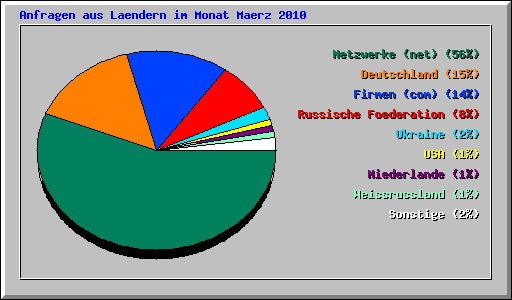 Anfragen aus Laendern im Monat Maerz 2010
Netzwerke (net) (56%)
Deutschland (15%)
Firmen (com) (14%)
Russische Foederation (8%)
Ukraine (2%)
USA (1%)
Niederlande (1%)
Weissrussland (1%)
Sonstige (2%)